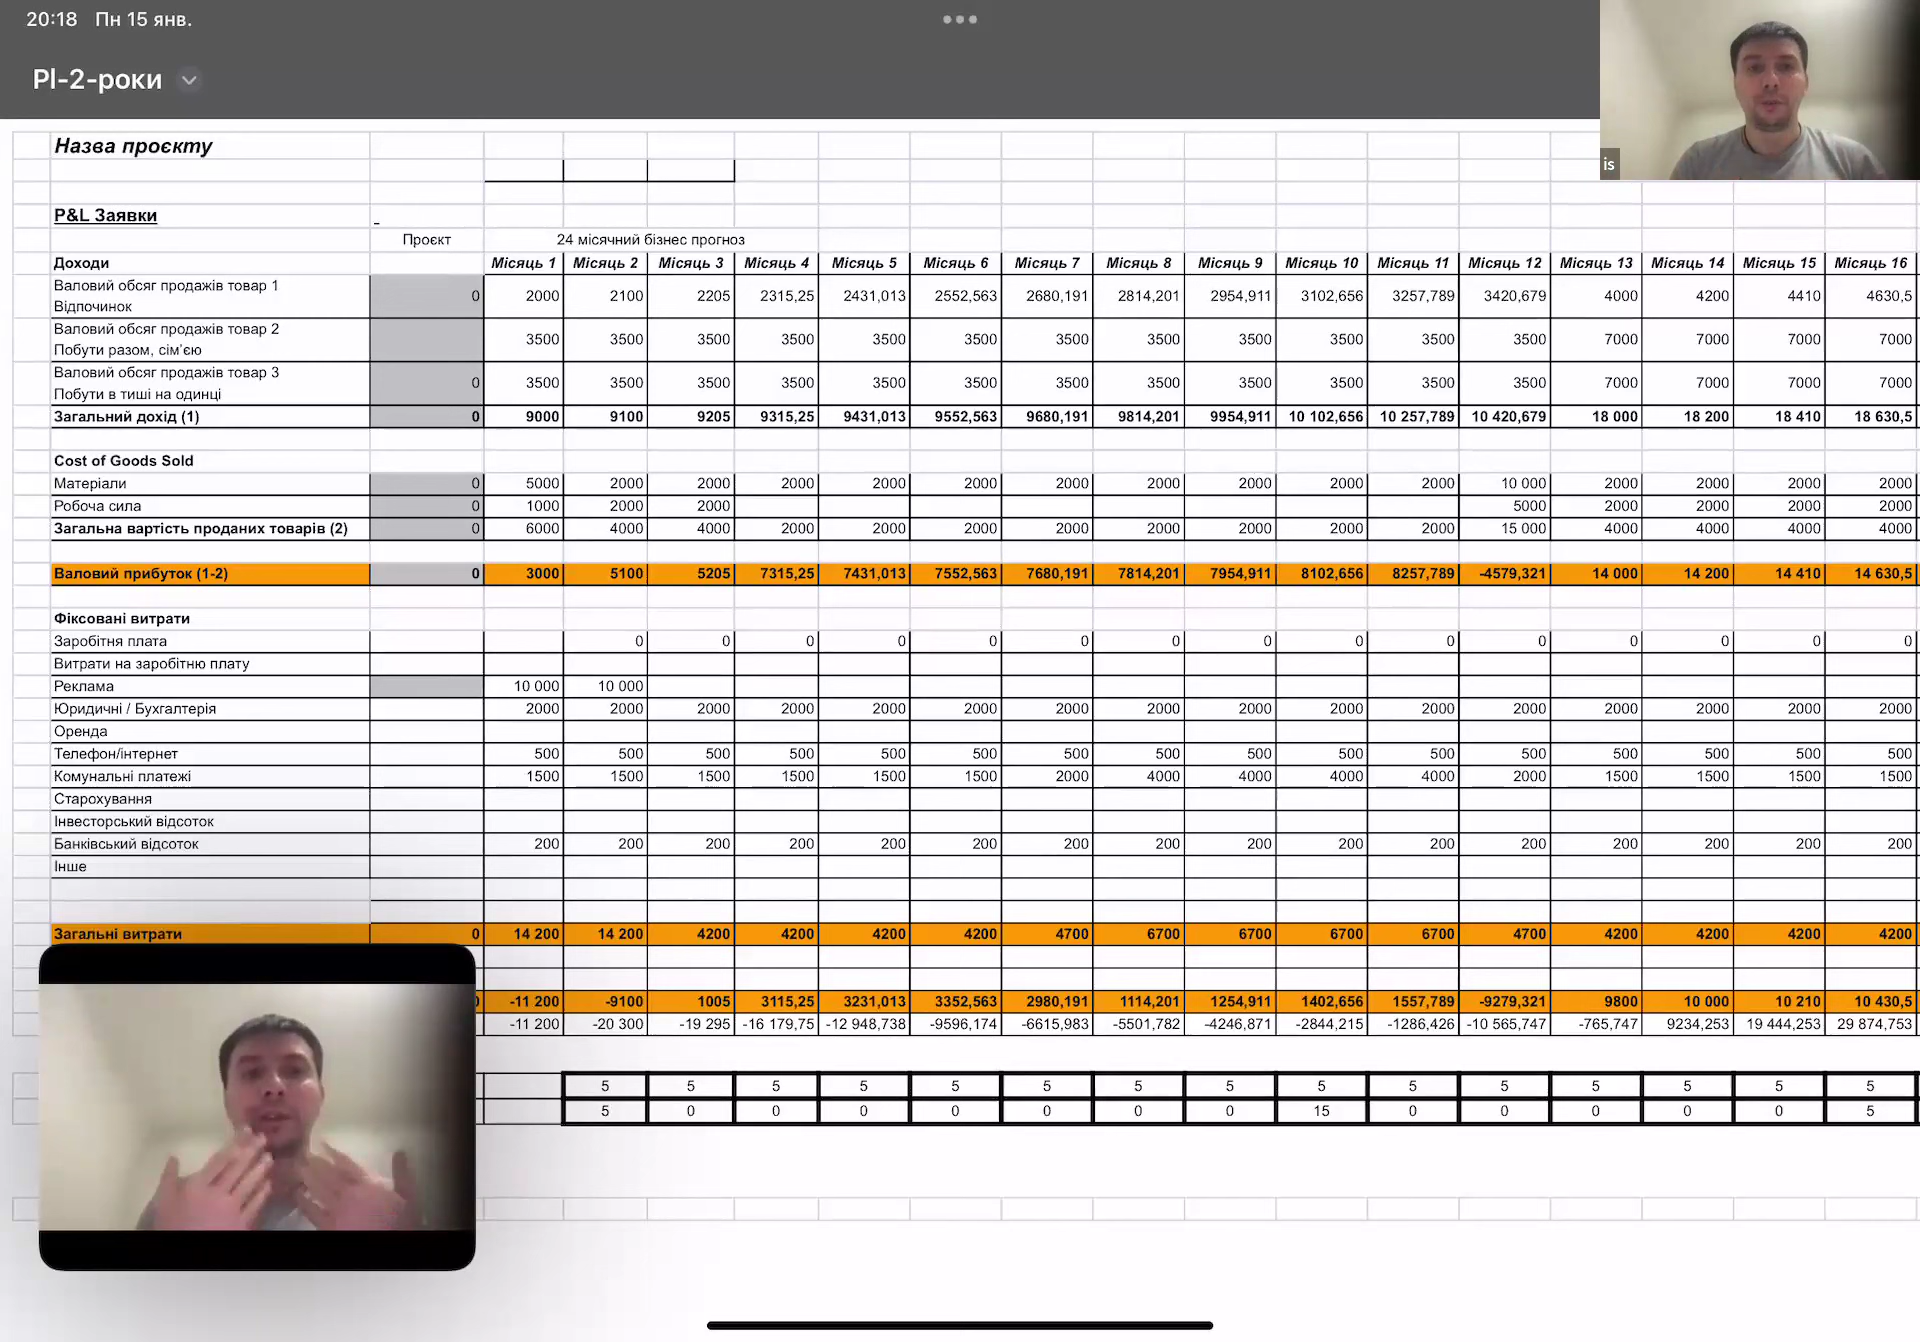 20:18 Пн 15 янв.
Pl-2-роки
is
Назва проєкту
P&L Заявки
Проєкт 24 місячний бізнес прогноз
Доходи Місяць 1 Місяць 2 Місяць 3 Місяць 4 Місяць 5 Місяць 6 Місяць 7 Місяць 8 Місяць 9 Місяць 10 Місяць 11 Місяць 12 Місяць 13 Місяць 14 Місяць 15 Місяць 16
Валовий обсяг продажів товар 1
Відпочинок 0 2000 2100 2205 2315,25 2431,013 2552,563 2680,191 2814,201 2954,911 3102,656 3257,789 3420,679 4000 4200 4410 4630,5
Валовий обсяг продажів товар 2
Побути разом, сім'єю 3500 3500 3500 3500 3500 3500 3500 3500 3500 3500 3500 3500 7000 7000 7000 7000
Валовий обсяг продажів товар 3
Побути в тиші на одинці 0 3500 3500 3500 3500 3500 3500 3500 3500 3500 3500 3500 3500 7000 7000 7000 7000
Загальний дохід (1) 0 9000 9100 9205 9315,25 9431,013 9552,563 9680,191 9814,201 9954,911 10 102,656 10 257,789 10 420,679 18 000 18 200 18 410 18 630,5
Cost of Goods Sold
Матеріали 0 5000 2000 2000 2000 2000 2000 2000 2000 2000 2000 2000 10 000 2000 2000 2000 2000
Робоча сила 0 1000 2000 2000 5000 2000 2000 2000 2000
Загальна вартість проданих товарів (2) 0 6000 4000 4000 2000 2000 2000 2000 2000 2000 2000 2000 15 000 4000 4000 4000 4000
Валовий прибуток (1-2) 0 3000 5100 5205 7315,25 7431,013 7552,563 7680,191 7814,201 7954,911 8102,656 8257,789 -4579,321 14 000 14 200 14 410 14 630,5
Фіксовані витрати
Заробітня плата 0 0 0 0 0 0 0 0 0 0 0 0 0 0 0
Витрати на заробітню плату
Реклама 10 000 10 000
Юридичні / Бухгалтерія 2000 2000 2000 2000 2000 2000 2000 2000 2000 2000 2000 2000 2000 2000 2000 2000
Оренда
Телефон/інтернет 500 500 500 500 500 500 500 500 500 500 500 500 500 500 500 500
Комунальні платежі 1500 1500 1500 1500 1500 1500 2000 4000 4000 4000 4000 2000 1500 1500 1500 1500
Старохування
Інвесторський відсоток
Банківський відсоток 200 200 200 200 200 200 200 200 200 200 200 200 200 200 200 200
Інше
Загальні витрати 0 14 200 14 200 4200 4200 4200 4200 4700 6700 6700 6700 6700 4700 4200 4200 4200 4200
-11 200 -9100 1005 3115,25 3231,013 3352,563 2980,191 1114,201 1254,911 1402,656 1557,789 -9279,321 9800 10 000 10 210 10 430,5
-11 200 -20 300 -19 295 -16 179,75 -12 948,738 -9596,174 -6615,983 -5501,782 -4246,871 -2844,215 -1286,426 -10 565,747 -765,747 9234,253 19 444,253 29 874,753
5 5 5 5 5 5 5 5 5 5 5 5 5 5 5
5 0 0 0 0 0 0 0 15 0 0 0 0 0 5